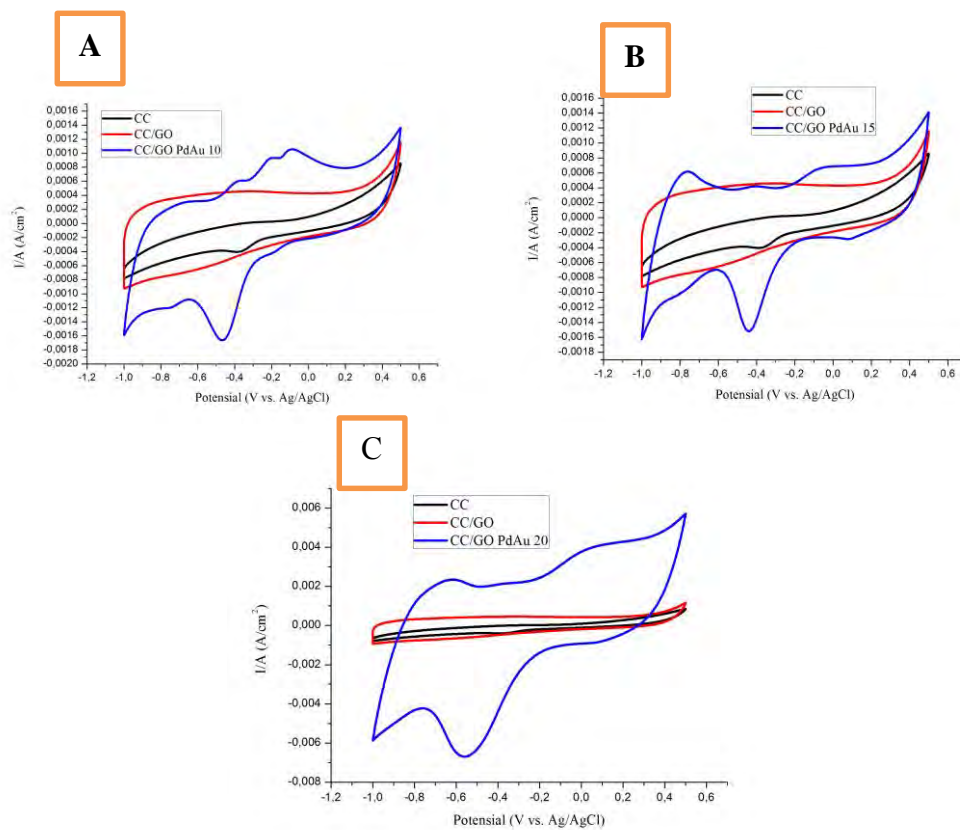 A
0,0016
0,0014
0,0012
0,0010
0,0008
0,0006
0,0004
0,0002
0,0000
-0,0002
-0,0004
-0,0006
-0,0008
-0,0010
-0,0012
-0,0014
-0,0016
-0,0018
-0,0020
I/A (A/cm²)
CC
CC/GO
CC/GO PdAu 10
-1,2 -1,0 -0,8 -0,6 -0,4 -0,2 0,0 0,2 0,4 0,6
Potensial (V vs. Ag/AgCl)
B
0,0016
0,0014
0,0012
0,0010
0,0008
0,0006
0,0004
0,0002
0,0000
-0,0002
-0,0004
-0,0006
-0,0008
-0,0010
-0,0012
-0,0014
-0,0016
-0,0018
I/A (A/cm²)
CC
CC/GO
CC/GO PdAu 15
-1,2 -1,0 -0,8 -0,6 -0,4 -0,2 0,0 0,2 0,4 0,6
Potensial (V vs. Ag/AgCl)
C
0,006
0,004
0,002
0,000
-0,002
-0,004
-0,006
-0,008
I/A (A/cm²)
CC
CC/GO
CC/GO PdAu 20
-1,2 -1,0 -0,8 -0,6 -0,4 -0,2 0,0 0,2 0,4 0,6
Potensial (V vs. Ag/AgCl)